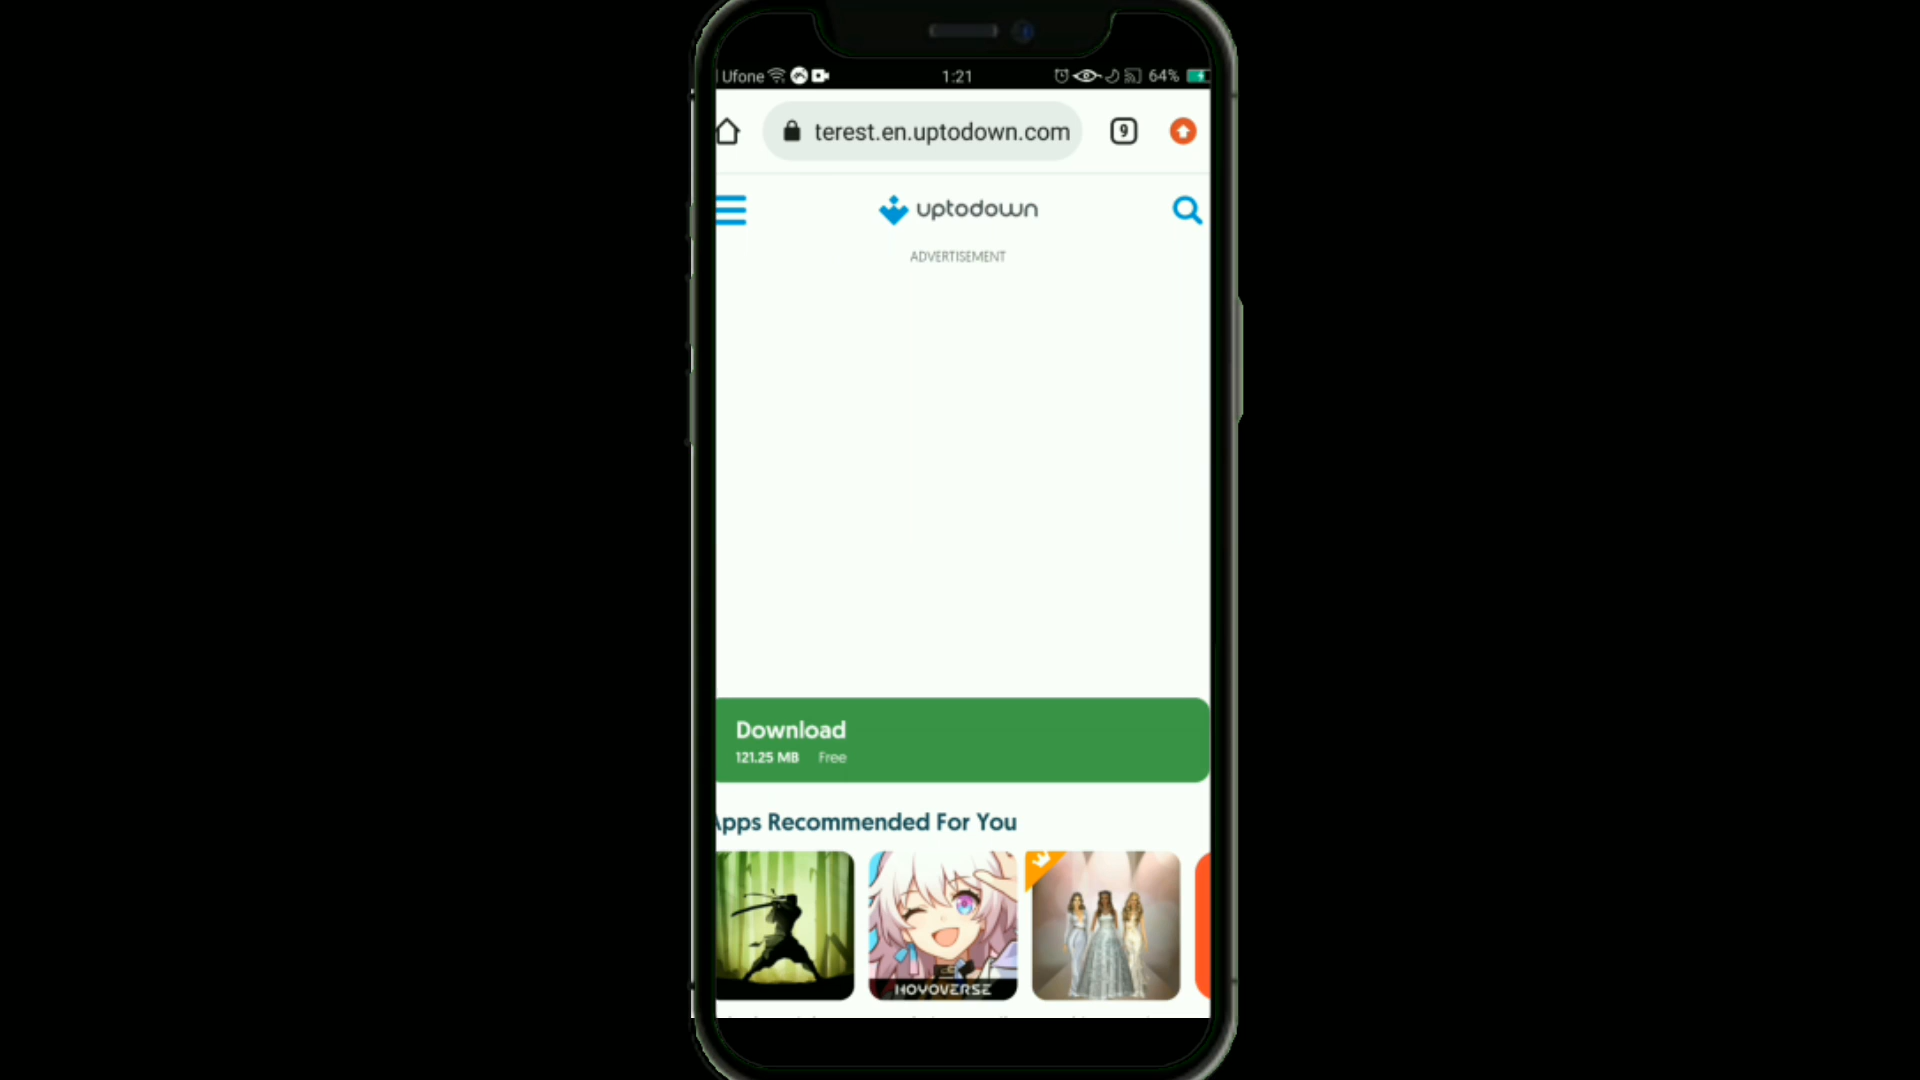 Ufone 1:21 64%
terest.en.uptodown.com 9
uptodown
ADVERTISEMENT
Download
121.25 MB Free
Apps Recommended For You
HOYOVERSE